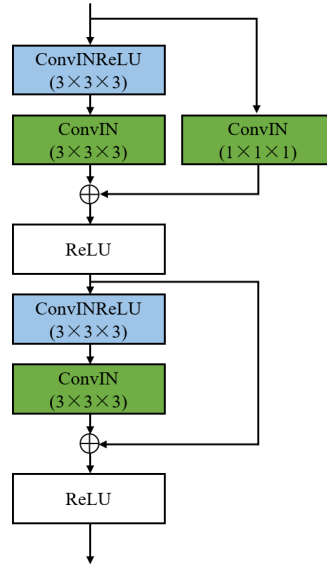 ConvINReLU
(3×3×3)
ConvIN
(3×3×3)
ConvIN
(1×1×1)
ReLU
ConvINReLU
(3×3×3)
ConvIN
(3×3×3)
ReLU